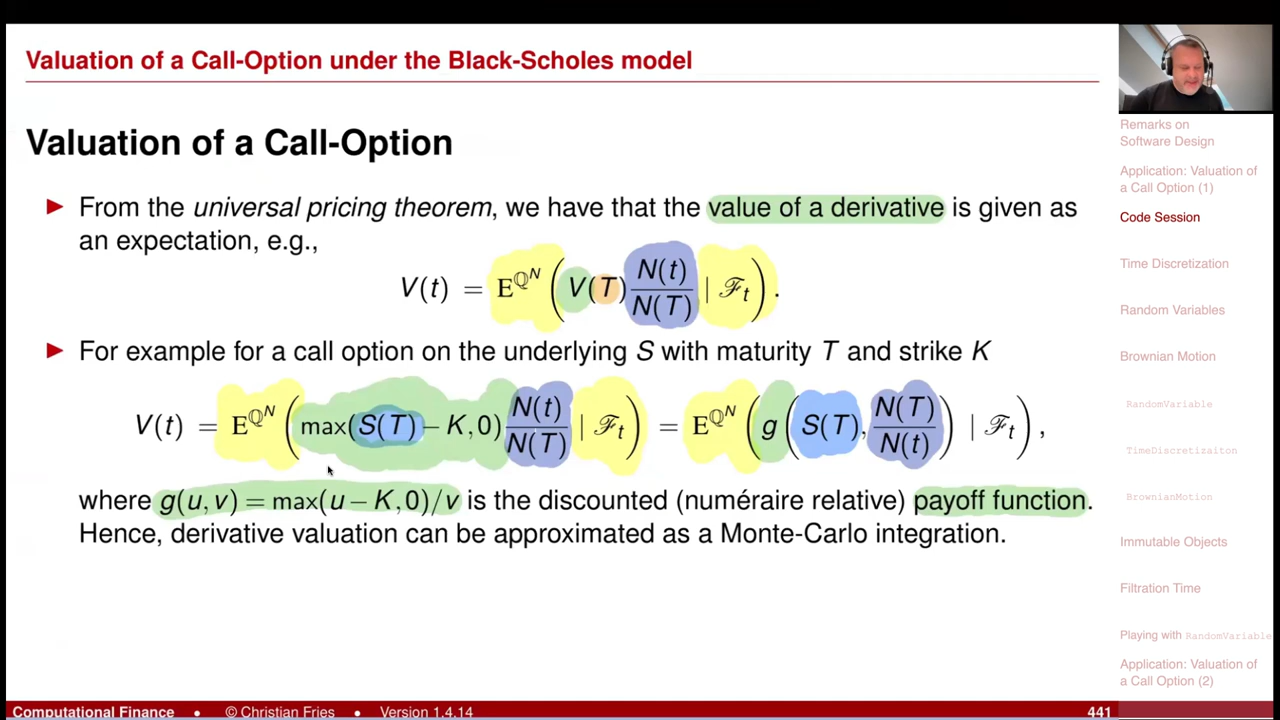 Valuation of a Call-Option under the Black-Scholes model
Valuation of a Call-Option
► From the universal pricing theorem, we have that the value of a derivative is given as
an expectation, e.g.,
V(t) = E^{ℚ^N} ( V(T) N(t)/N(T) | ℱ_t ) .
► For example for a call option on the underlying S with maturity T and strike K
V(t) = E^{ℚ^N} ( max(S(T) − K, 0) N(t)/N(T) | ℱ_t ) = E^{ℚ^N} ( g ( S(T), N(T)/N(t) ) | ℱ_t ) ,
where g(u, v) = max(u − K, 0)/v is the discounted (numéraire relative) payoff function.
Hence, derivative valuation can be approximated as a Monte-Carlo integration.
Remarks on
Software Design
Application: Valuation of
a Call Option (1)
Code Session
Time Discretization
Random Variables
Brownian Motion
RandomVariable
TimeDiscretizaiton
BrownianMotion
Immutable Objects
Filtration Time
Playing with RandomVariable
Application: Valuation of
a Call Option (2)
Computational Finance • © Christian Fries • Version 1.4.14 441